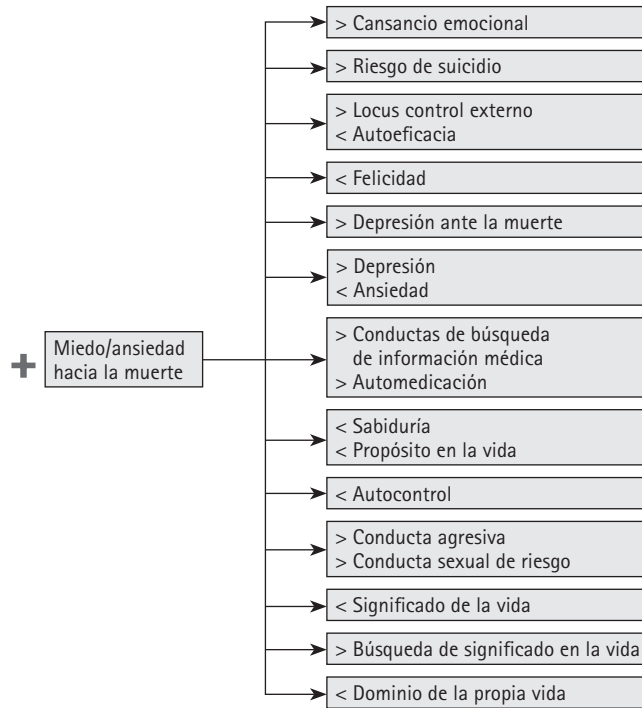 > Cansancio emocional
> Riesgo de suicidio
> Locus control externo
< Autoeficacia
< Felicidad
> Depresión ante la muerte
> Depresión
< Ansiedad
+ Miedo/ansiedad
hacia la muerte
> Conductas de búsqueda
de información médica
> Automedicación
< Sabiduría
< Propósito en la vida
< Autocontrol
> Conducta agresiva
> Conducta sexual de riesgo
< Significado de la vida
> Búsqueda de significado en la vida
< Dominio de la propia vida